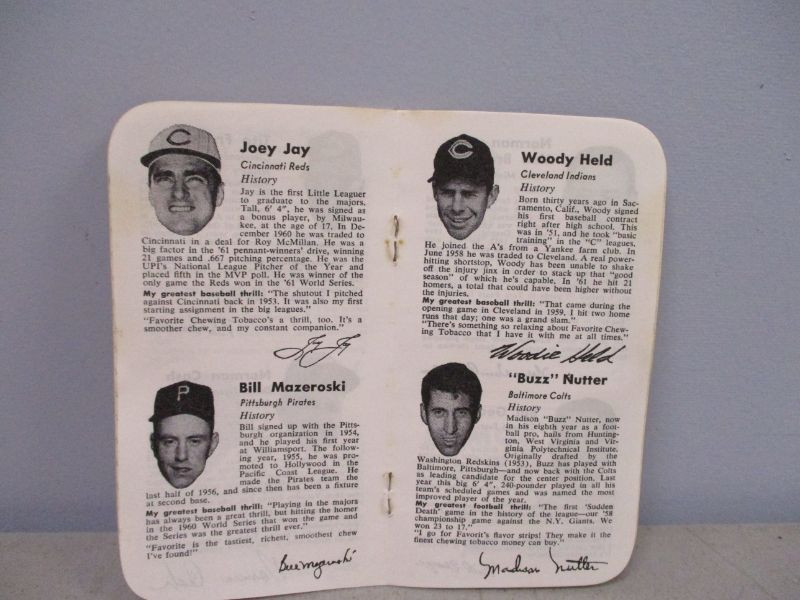 Joey Jay
Cincinnati Reds
History
Jay is the first Little Leaguer
to graduate to the majors.
Tall, 6' 4", he was signed as
a bonus player, by Milwau-
kee, at the age of 17. In De-
cember 1960 he was traded to
Cincinnati in a deal for Roy McMillan. He was a
big factor in the '61 pennant-winners' drive, winning
21 games and .667 pitching percentage. He was the
UPI's National League Pitcher of the Year and
placed fifth in the MVP poll. He was winner of the
only game the Reds won in the '61 World Series.
My greatest baseball thrill: "The shutout I pitched
against Cincinnati back in 1953. It was also my first
starting assignment in the big leagues."
"Favorite Chewing Tobacco's a thrill, too. It's a
smoother chew, and my constant companion."
Bill Mazeroski
Pittsburgh Pirates
History
Bill signed up with the Pitts-
burgh organization in 1954,
and he played his first year
at Williamsport. The follow-
ing year, 1955, he was pro-
moted to Hollywood in the
Pacific Coast League. He
made the Pirates team the
last half of 1956, and since then has been a fixture
at second base.
My greatest baseball thrill: "Playing in the majors
has always been a great thrill, but hitting the homer
in the 1960 World Series that won the game and
the Series was the greatest thrill ever."
"Favorite is the tastiest, richest, smoothest chew
I've found!"
Bill Mazeroski
Woody Held
Cleveland Indians
History
Born thirty years ago in Sac-
ramento, Calif., Woody signed
his first baseball contract
right after high school. This
was in '51, and he took "basic
training" in the "C" leagues,
from a Yankee farm club. In
He joined the A's
June 1958 he was traded to Cleveland. A real power-
hitting shortstop, Woody has been unable to shake
off the injury jinx in order to stack up that "good
season" of which he's capable. In '61 he hit 21
homers, a total that could have been higher without
the injuries.
My greatest baseball thrill: "That came during the
opening game in Cleveland in 1959, I hit two home
runs that day; one was a grand slam."
"There's something so relaxing about Favorite Chew-
ing Tobacco that I have it with me at all times."
Woodie Held
"Buzz" Nutter
Baltimore Colts
History
Madison "Buzz" Nutter, now
in his eighth year as a foot-
ball pro, hails from Hunting-
ton, West Virginia and Vir-
ginia Polytechnical Institute.
Originally drafted by the
Washington Redskins (1953), Buzz has played with
Baltimore, Pittsburgh—and now back with the Colts
as leading candidate for the center position. Last
year this big 6' 4", 240-pounder played in all his
team's scheduled games and was named the most
improved player of the year.
My greatest football thrill: "The first 'Sudden
Death' game in the history of the league—our '58
championship game against the N.Y. Giants. We
won 23 to 17."
"I go for Favorit's flavor strips! They make it the
finest chewing tobacco money can buy."
Madison Nutter